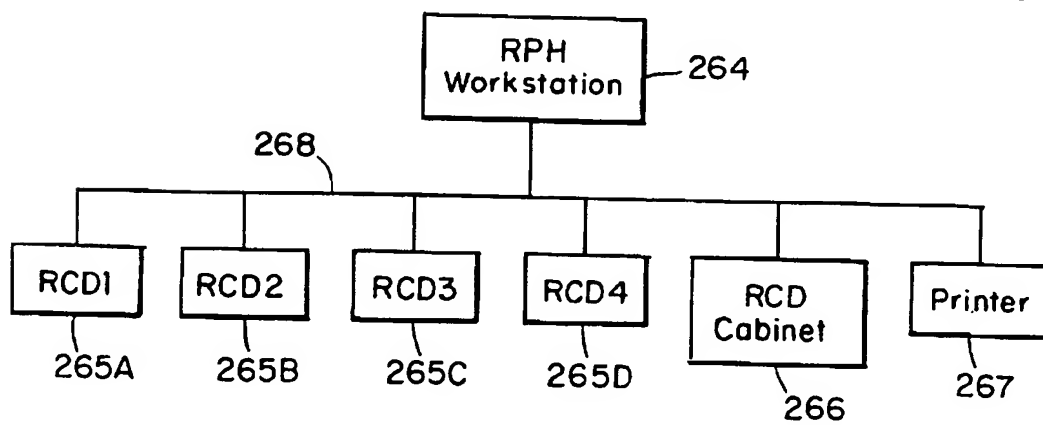 RPH
Workstation
264
268
RCD1
RCD2
RCD3
RCD4
RCD
Cabinet
Printer
265A
265B
265C
265D
266
267